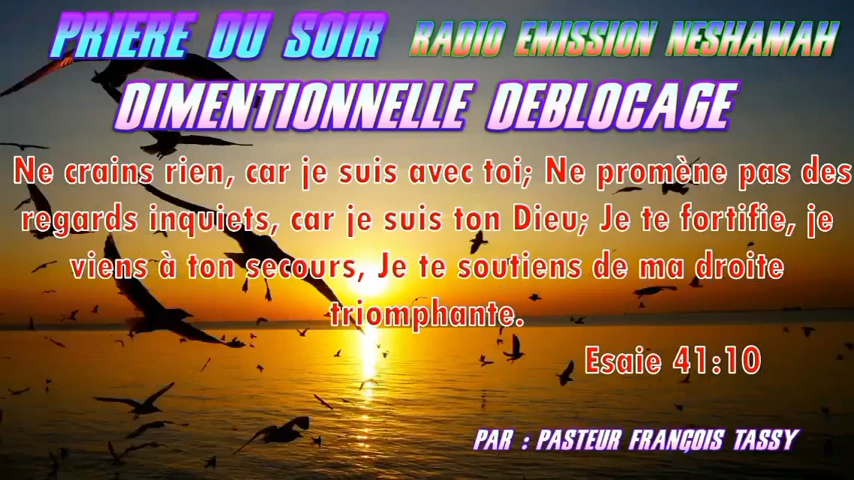 PRIERE DU SOIR RADIO EMISSION NESHAMAH
DIMENTIONNELLE DEBLOCAGE
Ne crains rien, car je suis avec toi; Ne promène pas des
regards inquiets, car je suis ton Dieu; Je te fortifie, je
viens à ton secours, Je te soutiens de ma droite
triomphante.
Esaie 41:10
PAR : PASTEUR FRANÇOIS TASSY